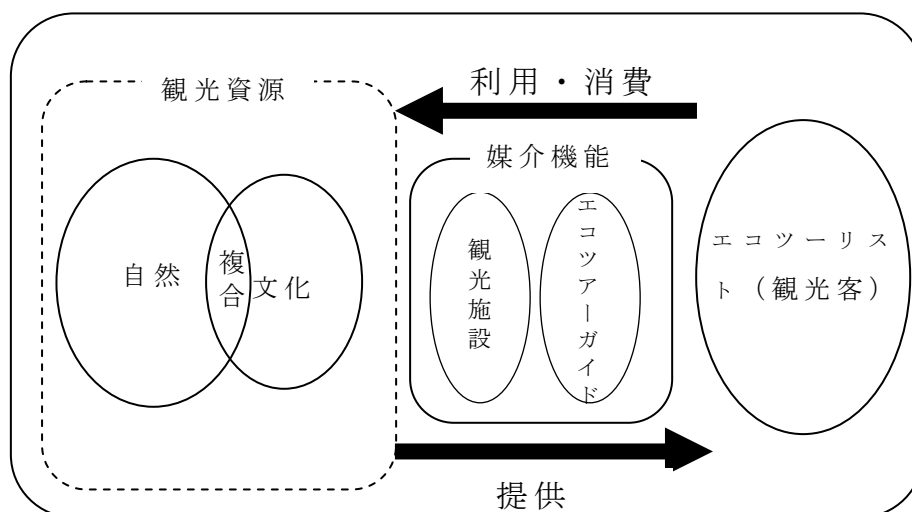 利用・消費
観光資源
媒介機能
自然
複合
文化
観光施設
エコツアーガイド
エコツーリス
ト（観光客）
提供